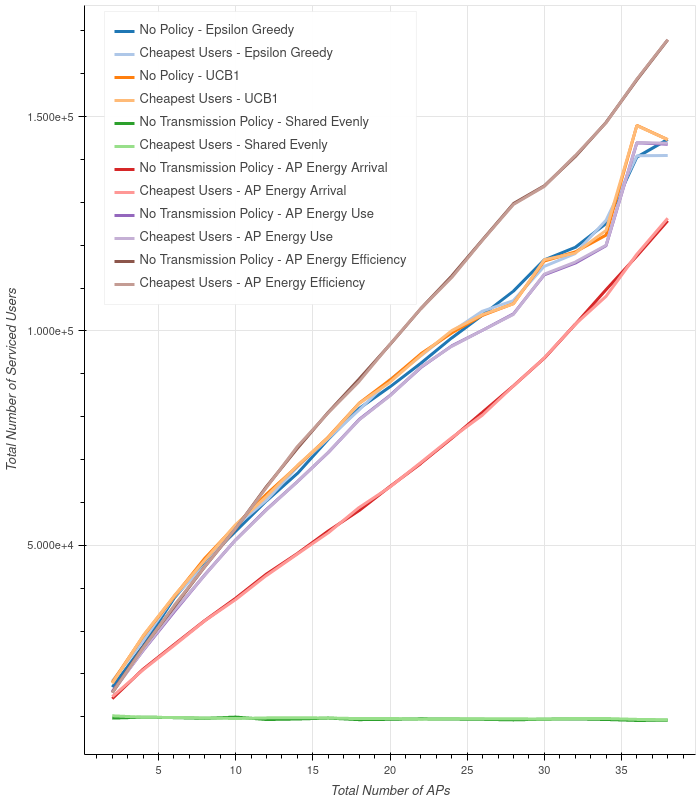 No Policy - Epsilon Greedy
Cheapest Users - Epsilon Greedy
No Policy - UCB1
Cheapest Users - UCB1
No Transmission Policy - Shared Evenly
Cheapest Users - Shared Evenly
No Transmission Policy - AP Energy Arrival
Cheapest Users - AP Energy Arrival
No Transmission Policy - AP Energy Use
Cheapest Users - AP Energy Use
No Transmission Policy - AP Energy Efficiency
Cheapest Users - AP Energy Efficiency
Total Number of Serviced Users
1.500e+5
1.000e+5
5.000e+4
5 10 15 20 25 30 35
Total Number of APs